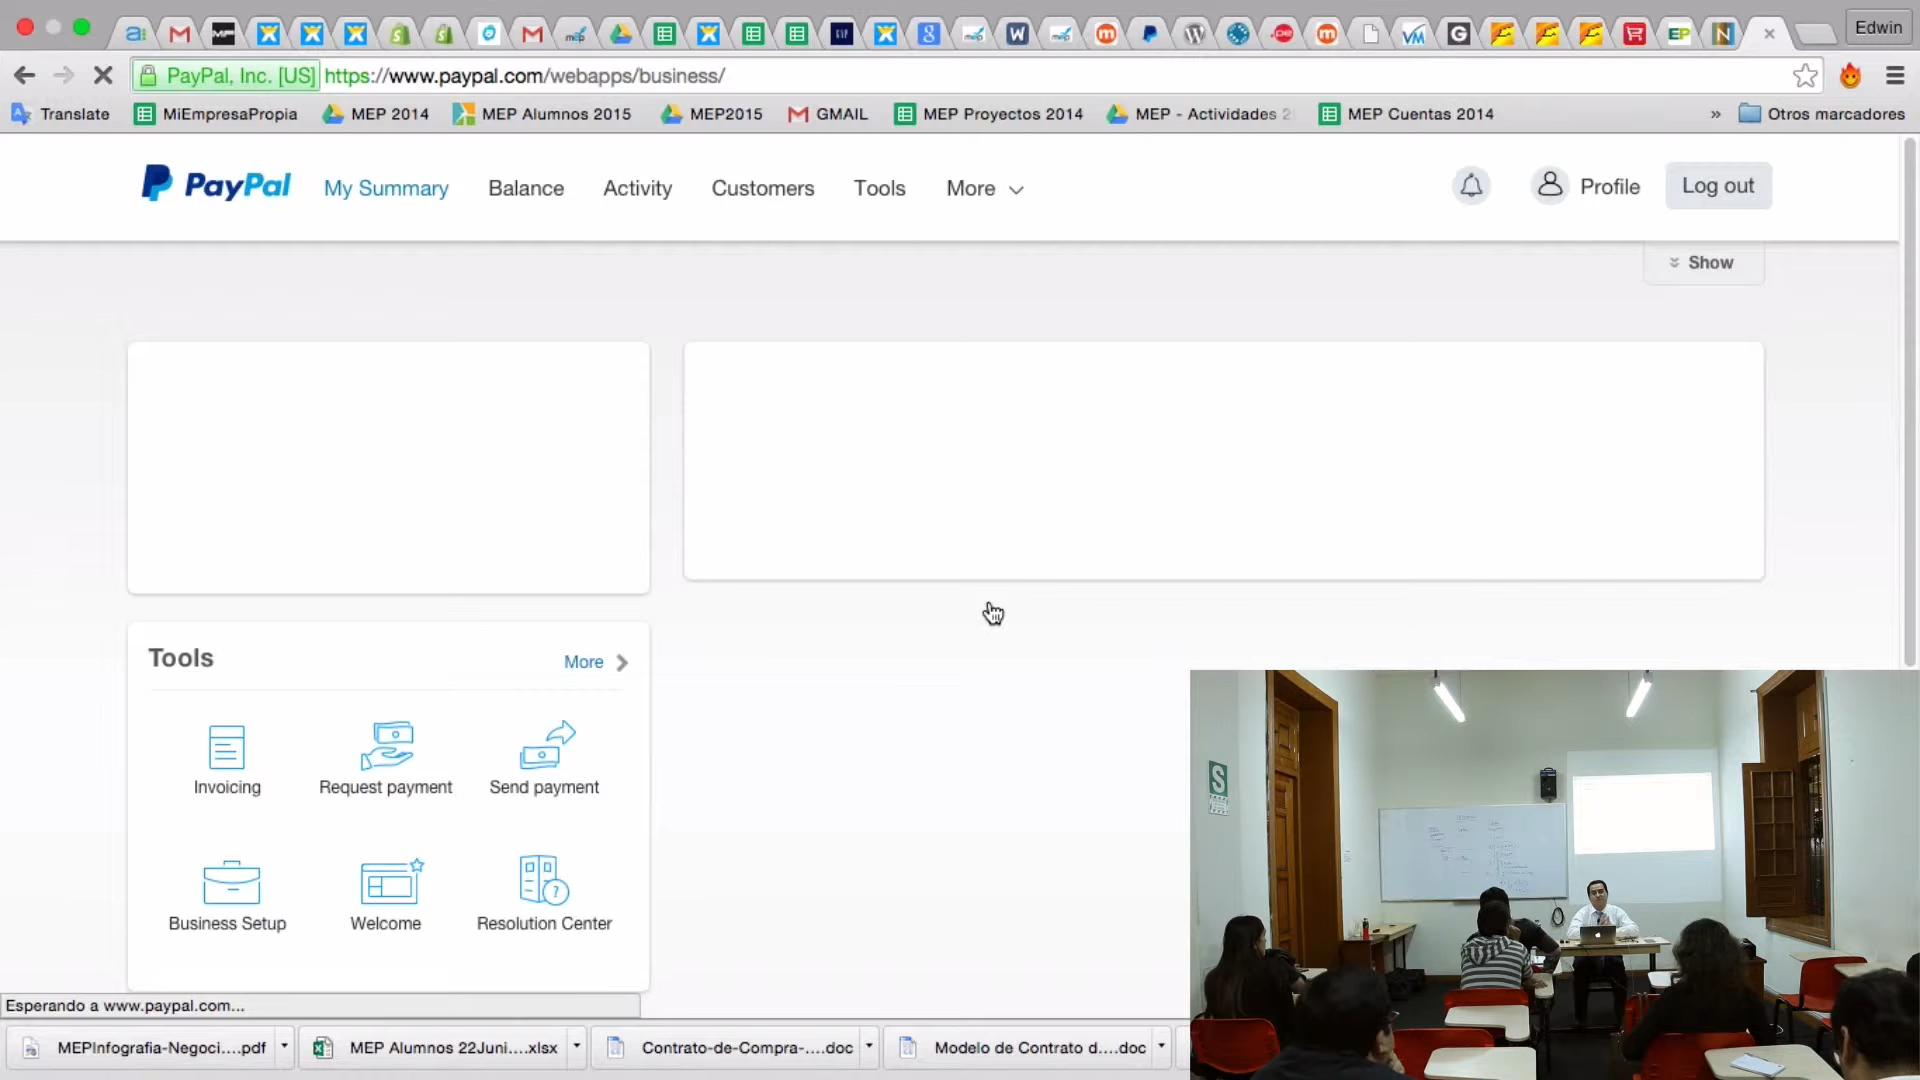 Edwin
PayPal, Inc. [US] https://www.paypal.com/webapps/business/
Translate MiEmpresaPropia MEP 2014 MEP Alumnos 2015 MEP2015 GMAIL MEP Proyectos 2014 MEP - Actividades MEP Cuentas 2014 » Otros marcadores
PayPal My Summary Balance Activity Customers Tools More Profile Log out
Show
Tools More
Invoicing Request payment Send payment
Business Setup Welcome Resolution Center
Esperando a www.paypal.com...
MEPInfografia-Negoci....pdf MEP Alumnos 22Juni....xlsx Contrato-de-Compra-....doc Modelo de Contrato d....doc
S